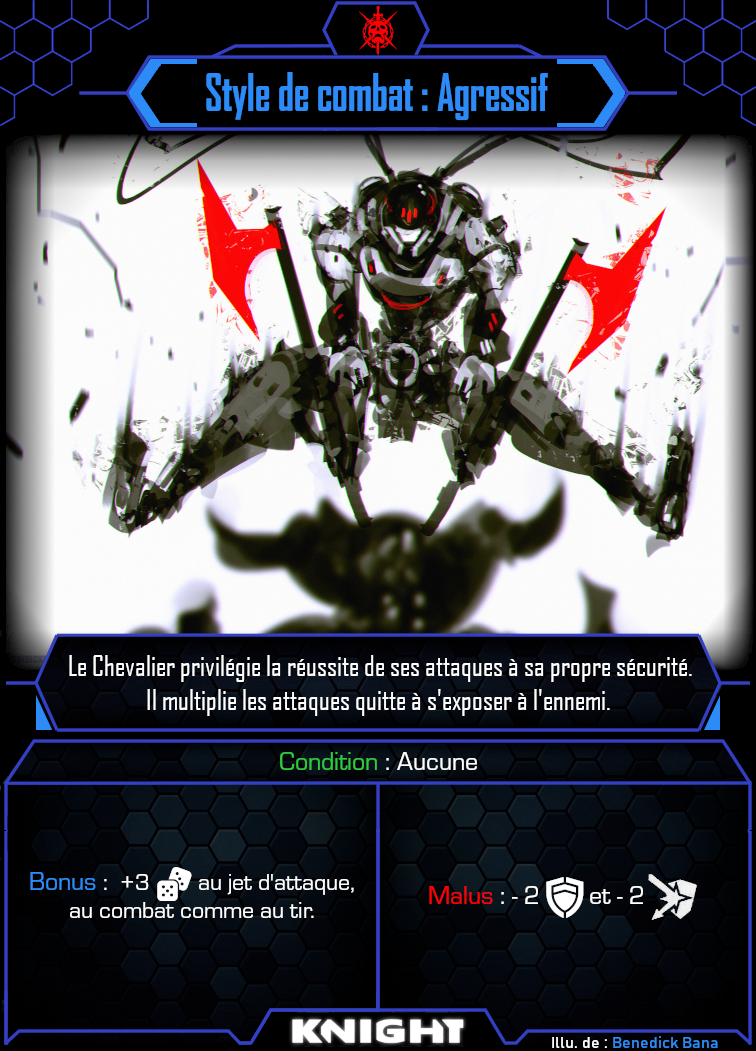 Style de combat : Agressif
Le Chevalier privilégie la réussite de ses attaques à sa propre sécurité.
Il multiplie les attaques quitte à s'exposer à l'ennemi.
Condition : Aucune
Bonus : +3 au jet d'attaque,
au combat comme au tir.
Malus : - 2 et - 2
KNIGHT
Illu. de : Benedick Bana